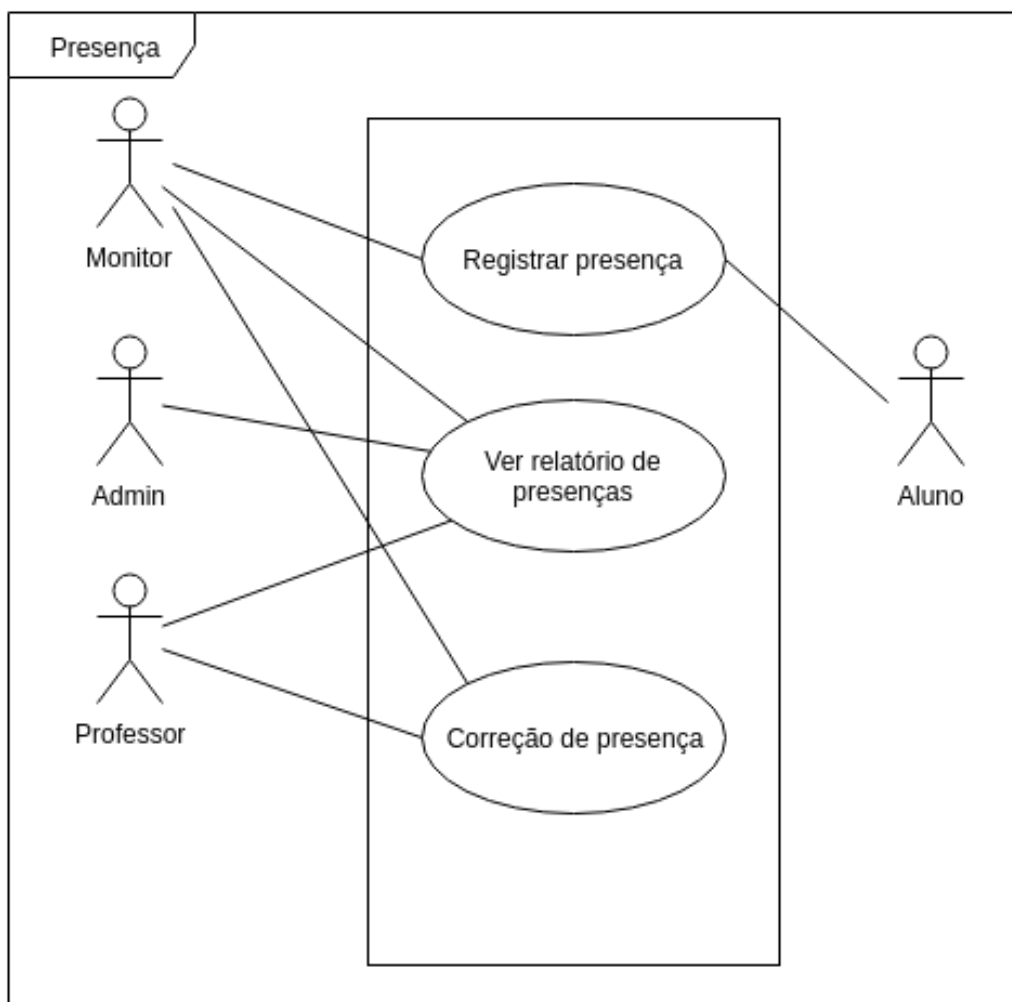 Presença
Monitor
Registrar presença
Admin
Aluno
Ver relatório de
presenças
Professor
Correção de presença